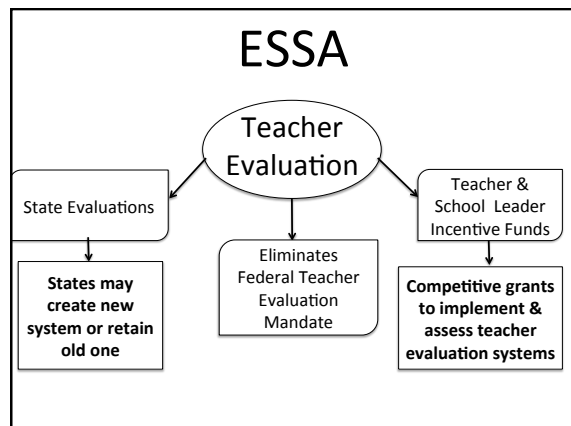 ESSA
Teacher
Evaluation
State Evaluations
States may
create new
system or retain
old one
Eliminates
Federal Teacher
Evaluation
Mandate
Teacher &
School Leader
Incentive Funds
Competitive grants
to implement &
assess teacher
evaluation systems